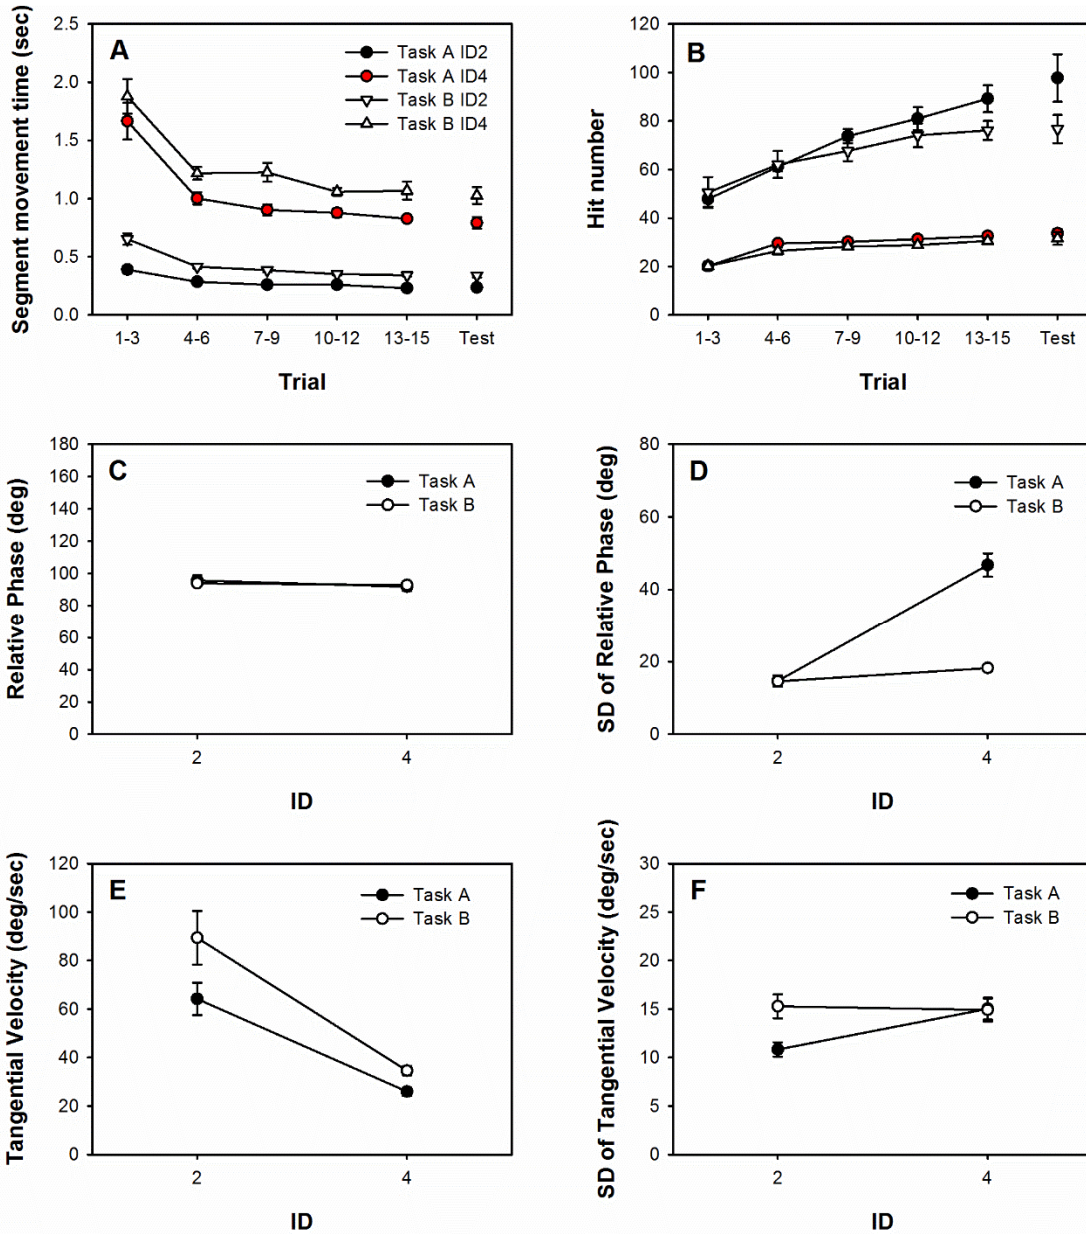 A
Segment movement time (sec)
2.5
2.0
1.5
1.0
0.5
0.0
Task A ID2
Task A ID4
Task B ID2
Task B ID4
1-3 4-6 7-9 10-12 13-15 Test
Trial
B
Hit number
120
100
80
60
40
20
0
1-3 4-6 7-9 10-12 13-15 Test
Trial
C
Relative Phase (deg)
180
160
140
120
100
80
60
40
20
0
Task A
Task B
2 4
ID
D
SD of Relative Phase (deg)
80
60
40
20
0
Task A
Task B
2 4
ID
E
Tangential Velocity (deg/sec)
120
100
80
60
40
20
0
Task A
Task B
2 4
ID
F
SD of Tangential Velocity (deg/sec)
30
25
20
15
10
5
0
Task A
Task B
2 4
ID